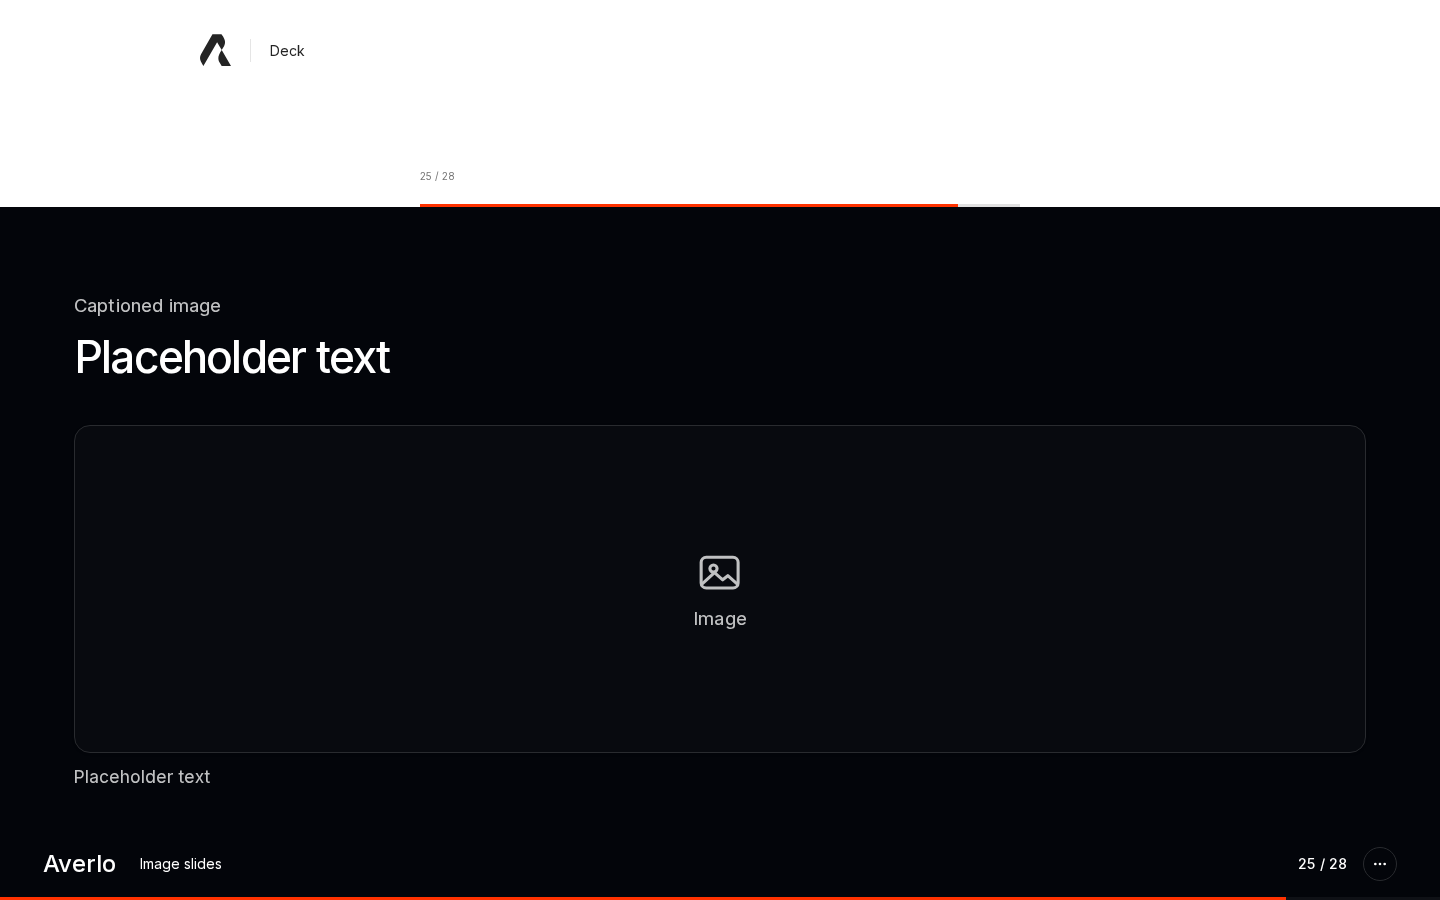 Deck
25 / 28
Captioned image
Placeholder text
Image
Placeholder text
Averlo
Image slides
25 / 28